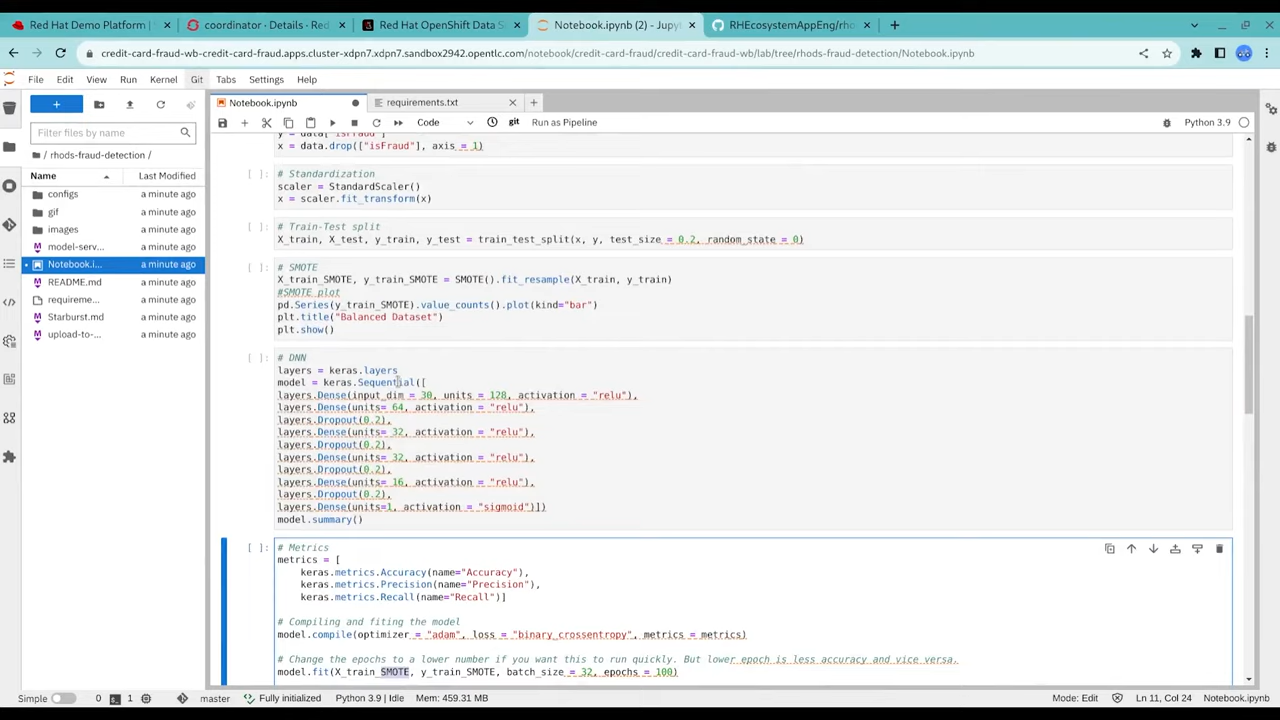 Red Hat Demo Platform |
coordinator · Details · Red
Red Hat OpenShift Data S
Notebook.ipynb (2) - Jupyt
RHEcosystemAppEng/rho
credit-card-fraud-wb-credit-card-fraud.apps.cluster-xdpn7.xdpn7.sandbox2942.opentlc.com/notebook/credit-card-fraud/credit-card-fraud-wb/lab/tree/rhods-fraud-detection/Notebook.ipynb
File Edit View Run Kernel Git Tabs Settings Help
Notebook.ipynb
requirements.txt
Code
git
Run as Pipeline
Python 3.9
Filter files by name
/ rhods-fraud-detection /
Name Last Modified
configs a minute ago
gif a minute ago
images a minute ago
model-serv... a minute ago
Notebook.i... a minute ago
README.md a minute ago
requireme... a minute ago
Starburst.md a minute ago
upload-to-... a minute ago
y = data["isFraud"]
x = data.drop(["isFraud"], axis = 1)
[ ]: # Standardization
scaler = StandardScaler()
x = scaler.fit_transform(x)
[ ]: # Train-Test split
X_train, X_test, y_train, y_test = train_test_split(x, y, test_size = 0.2, random_state = 0)
[ ]: # SMOTE
X_train_SMOTE, y_train_SMOTE = SMOTE().fit_resample(X_train, y_train)
#SMOTE plot
pd.Series(y_train_SMOTE).value_counts().plot(kind="bar")
plt.title("Balanced Dataset")
plt.show()
[ ]: # DNN
layers = keras.layers
model = keras.Sequential([
layers.Dense(input_dim = 30, units = 128, activation = "relu"),
layers.Dense(units= 64, activation = "relu"),
layers.Dropout(0.2),
layers.Dense(units= 32, activation = "relu"),
layers.Dropout(0.2),
layers.Dense(units= 32, activation = "relu"),
layers.Dropout(0.2),
layers.Dense(units= 16, activation = "relu"),
layers.Dropout(0.2),
layers.Dense(units=1, activation = "sigmoid")])
model.summary()
[ ]: # Metrics
metrics = [
keras.metrics.Accuracy(name="Accuracy"),
keras.metrics.Precision(name="Precision"),
keras.metrics.Recall(name="Recall")]
# Compiling and fiting the model
model.compile(optimizer = "adam", loss = "binary_crossentropy", metrics = metrics)
# Change the epochs to a lower number if you want this to run quickly. But lower epoch is less accuracy and vice versa.
model.fit(X_train_SMOTE, y_train_SMOTE, batch_size = 32, epochs = 100)
Simple 0 1 master Fully initialized Python 3.9 | Idle Mem: 459.31 MB Mode: Edit Ln 11, Col 24 Notebook.ipynb